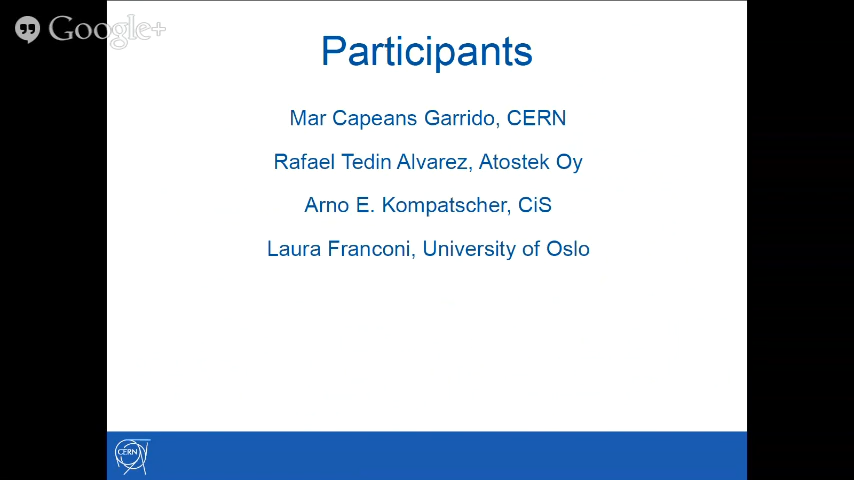 Google+
Participants
Mar Capeans Garrido, CERN
Rafael Tedin Alvarez, Atostek Oy
Arno E. Kompatscher, CiS
Laura Franconi, University of Oslo
CERN